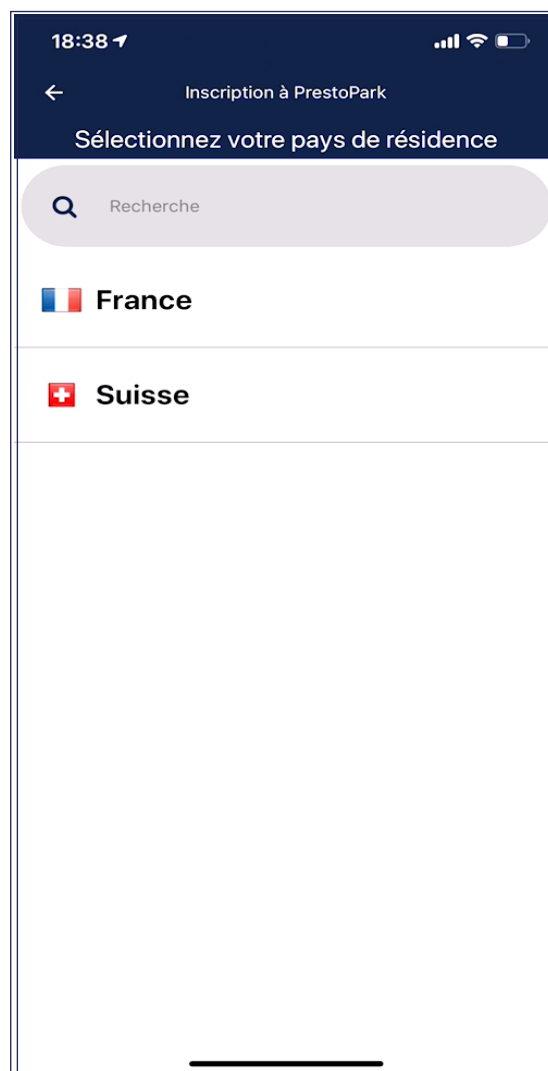 18:38
Inscription à PrestoPark
Sélectionnez votre pays de résidence
Recherche
France
Suisse